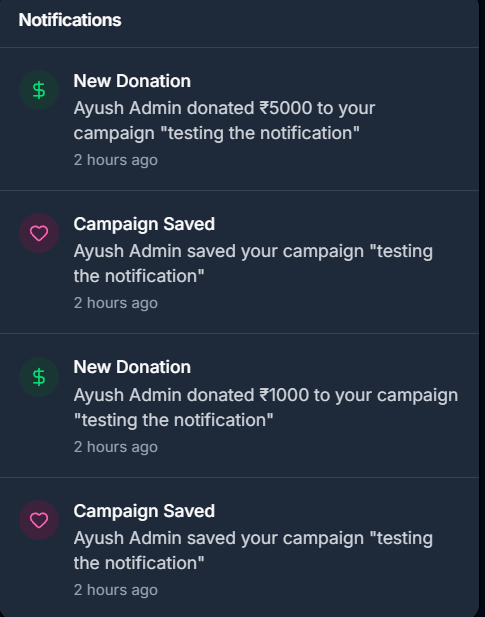 Notifications
$
New Donation
Ayush Admin donated ₹5000 to your
campaign "testing the notification"
2 hours ago
Campaign Saved
Ayush Admin saved your campaign "testing
the notification"
2 hours ago
$
New Donation
Ayush Admin donated ₹1000 to your campaign
"testing the notification"
2 hours ago
Campaign Saved
Ayush Admin saved your campaign "testing
the notification"
2 hours ago